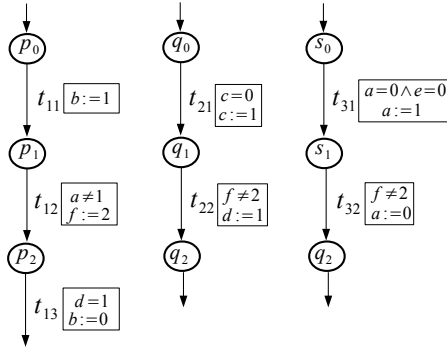 p₀ q₀ s₀
t₁₁ b:=1
t₂₁ c=0
c:=1
t₃₁ a=0∧e=0
a:=1
p₁ q₁ s₁
t₁₂ a≠1
f:=2
t₂₂ f≠2
d:=1
t₃₂ f≠2
a:=0
p₂ q₂ q₂
t₁₃ d=1
b:=0